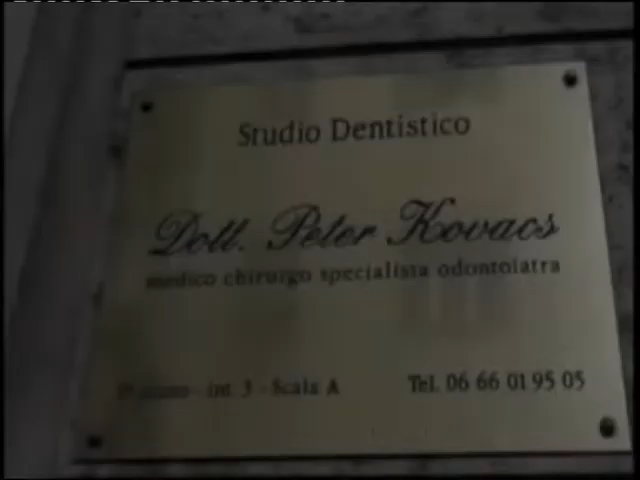 Studio Dentistico
Dott. Peter Kovacs
medico chirurgo specialista odontoiatra
int. 3 - Scala A
Tel. 06 66 01 95 05